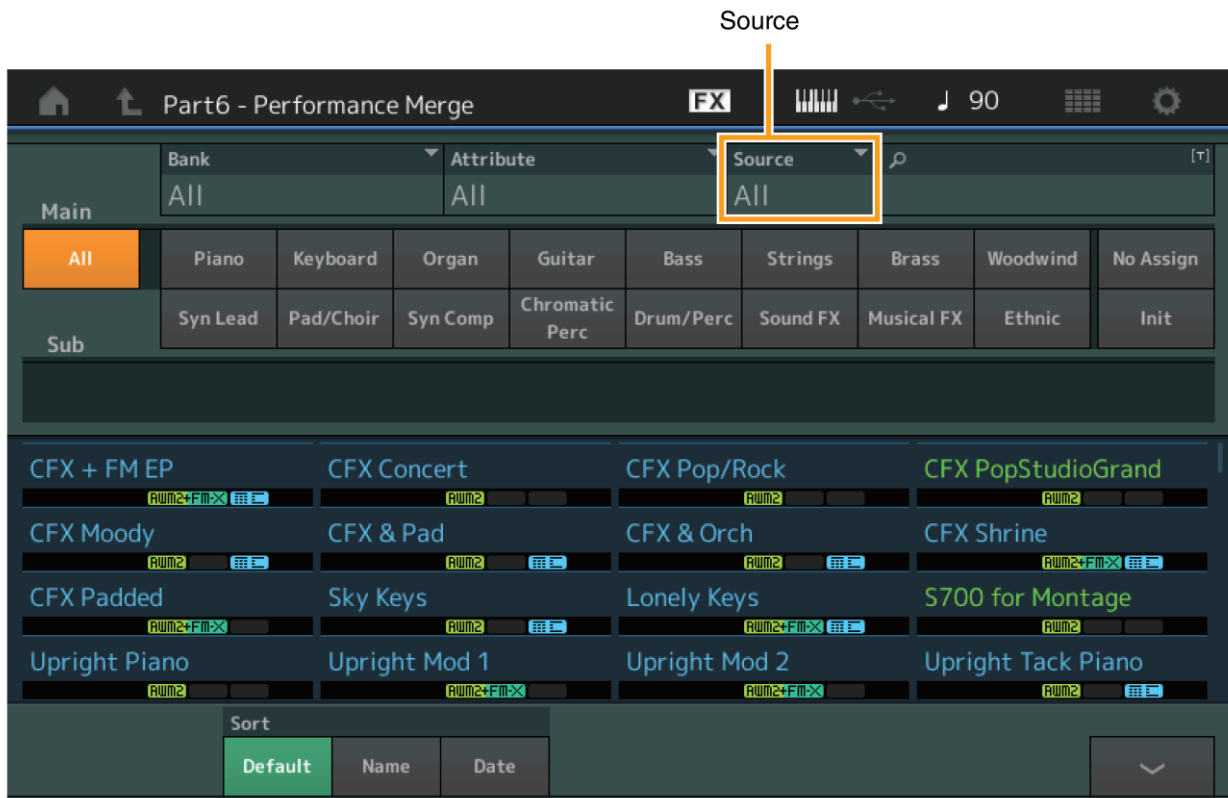 Source
Part6 - Performance Merge FX 90
Bank Attribute Source [T]
All All All
Main
All Piano Keyboard Organ Guitar Bass Strings Brass Woodwind No Assign
Syn Lead Pad/Choir Syn Comp Chromatic Perc Drum/Perc Sound FX Musical FX Ethnic Init
Sub
CFX + FM EP CFX Concert CFX Pop/Rock CFX PopStudioGrand
AWM2+FM-X AWM2 AWM2 AWM2
CFX Moody CFX & Pad CFX & Orch CFX Shrine
AWM2 AWM2 AWM2 AWM2+FM-X
CFX Padded Sky Keys Lonely Keys S700 for Montage
AWM2+FM-X AWM2 AWM2+FM-X AWM2
Upright Piano Upright Mod 1 Upright Mod 2 Upright Tack Piano
AWM2 AWM2+FM-X AWM2+FM-X AWM2
Sort
Default Name Date